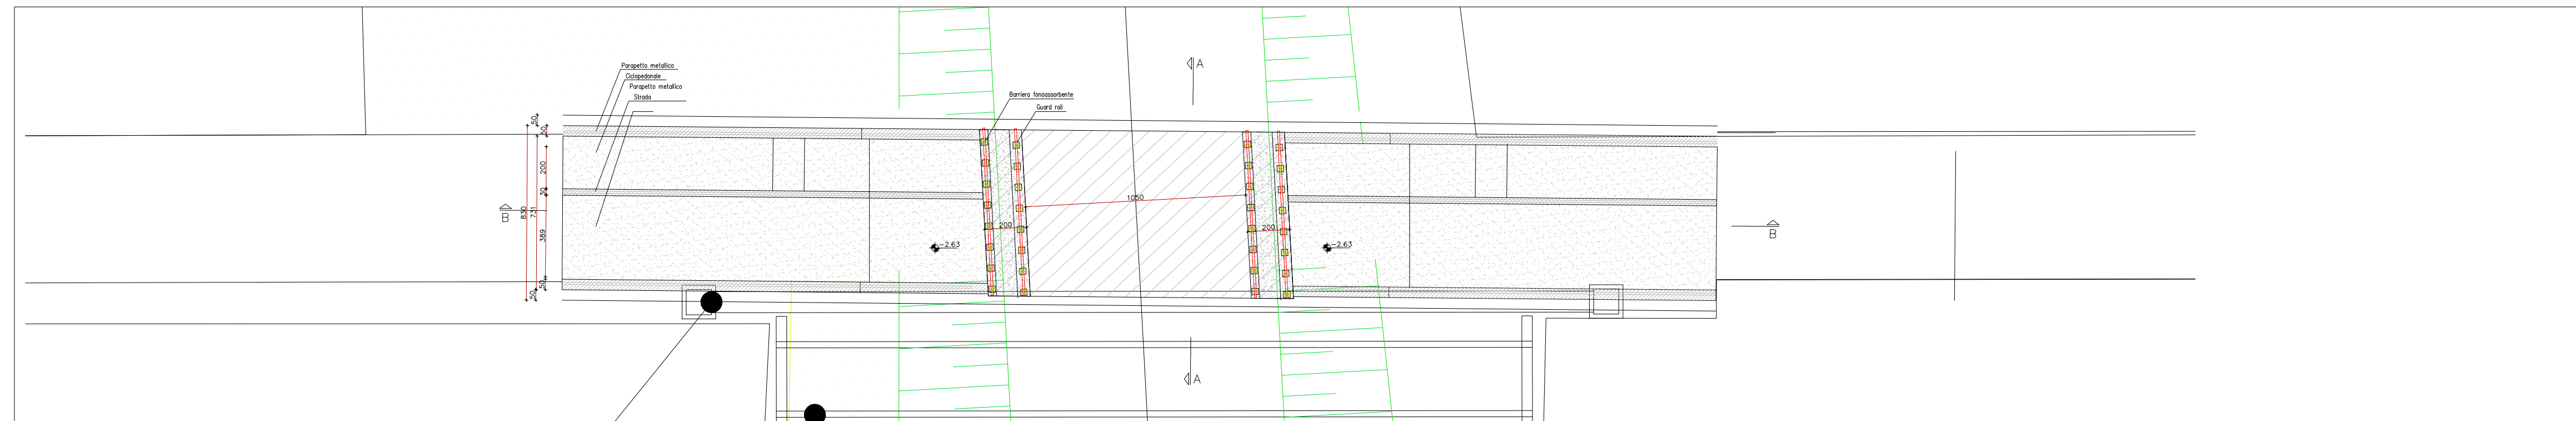 A
Parapetto metallico
Ciclopedonale
Parapetto metallico
Strada
Barriera fonoassorbente
Guard rail
50
50
200
30
830
731
389
50
50
B
1050
200
200
-2.63
-2.63
B
A